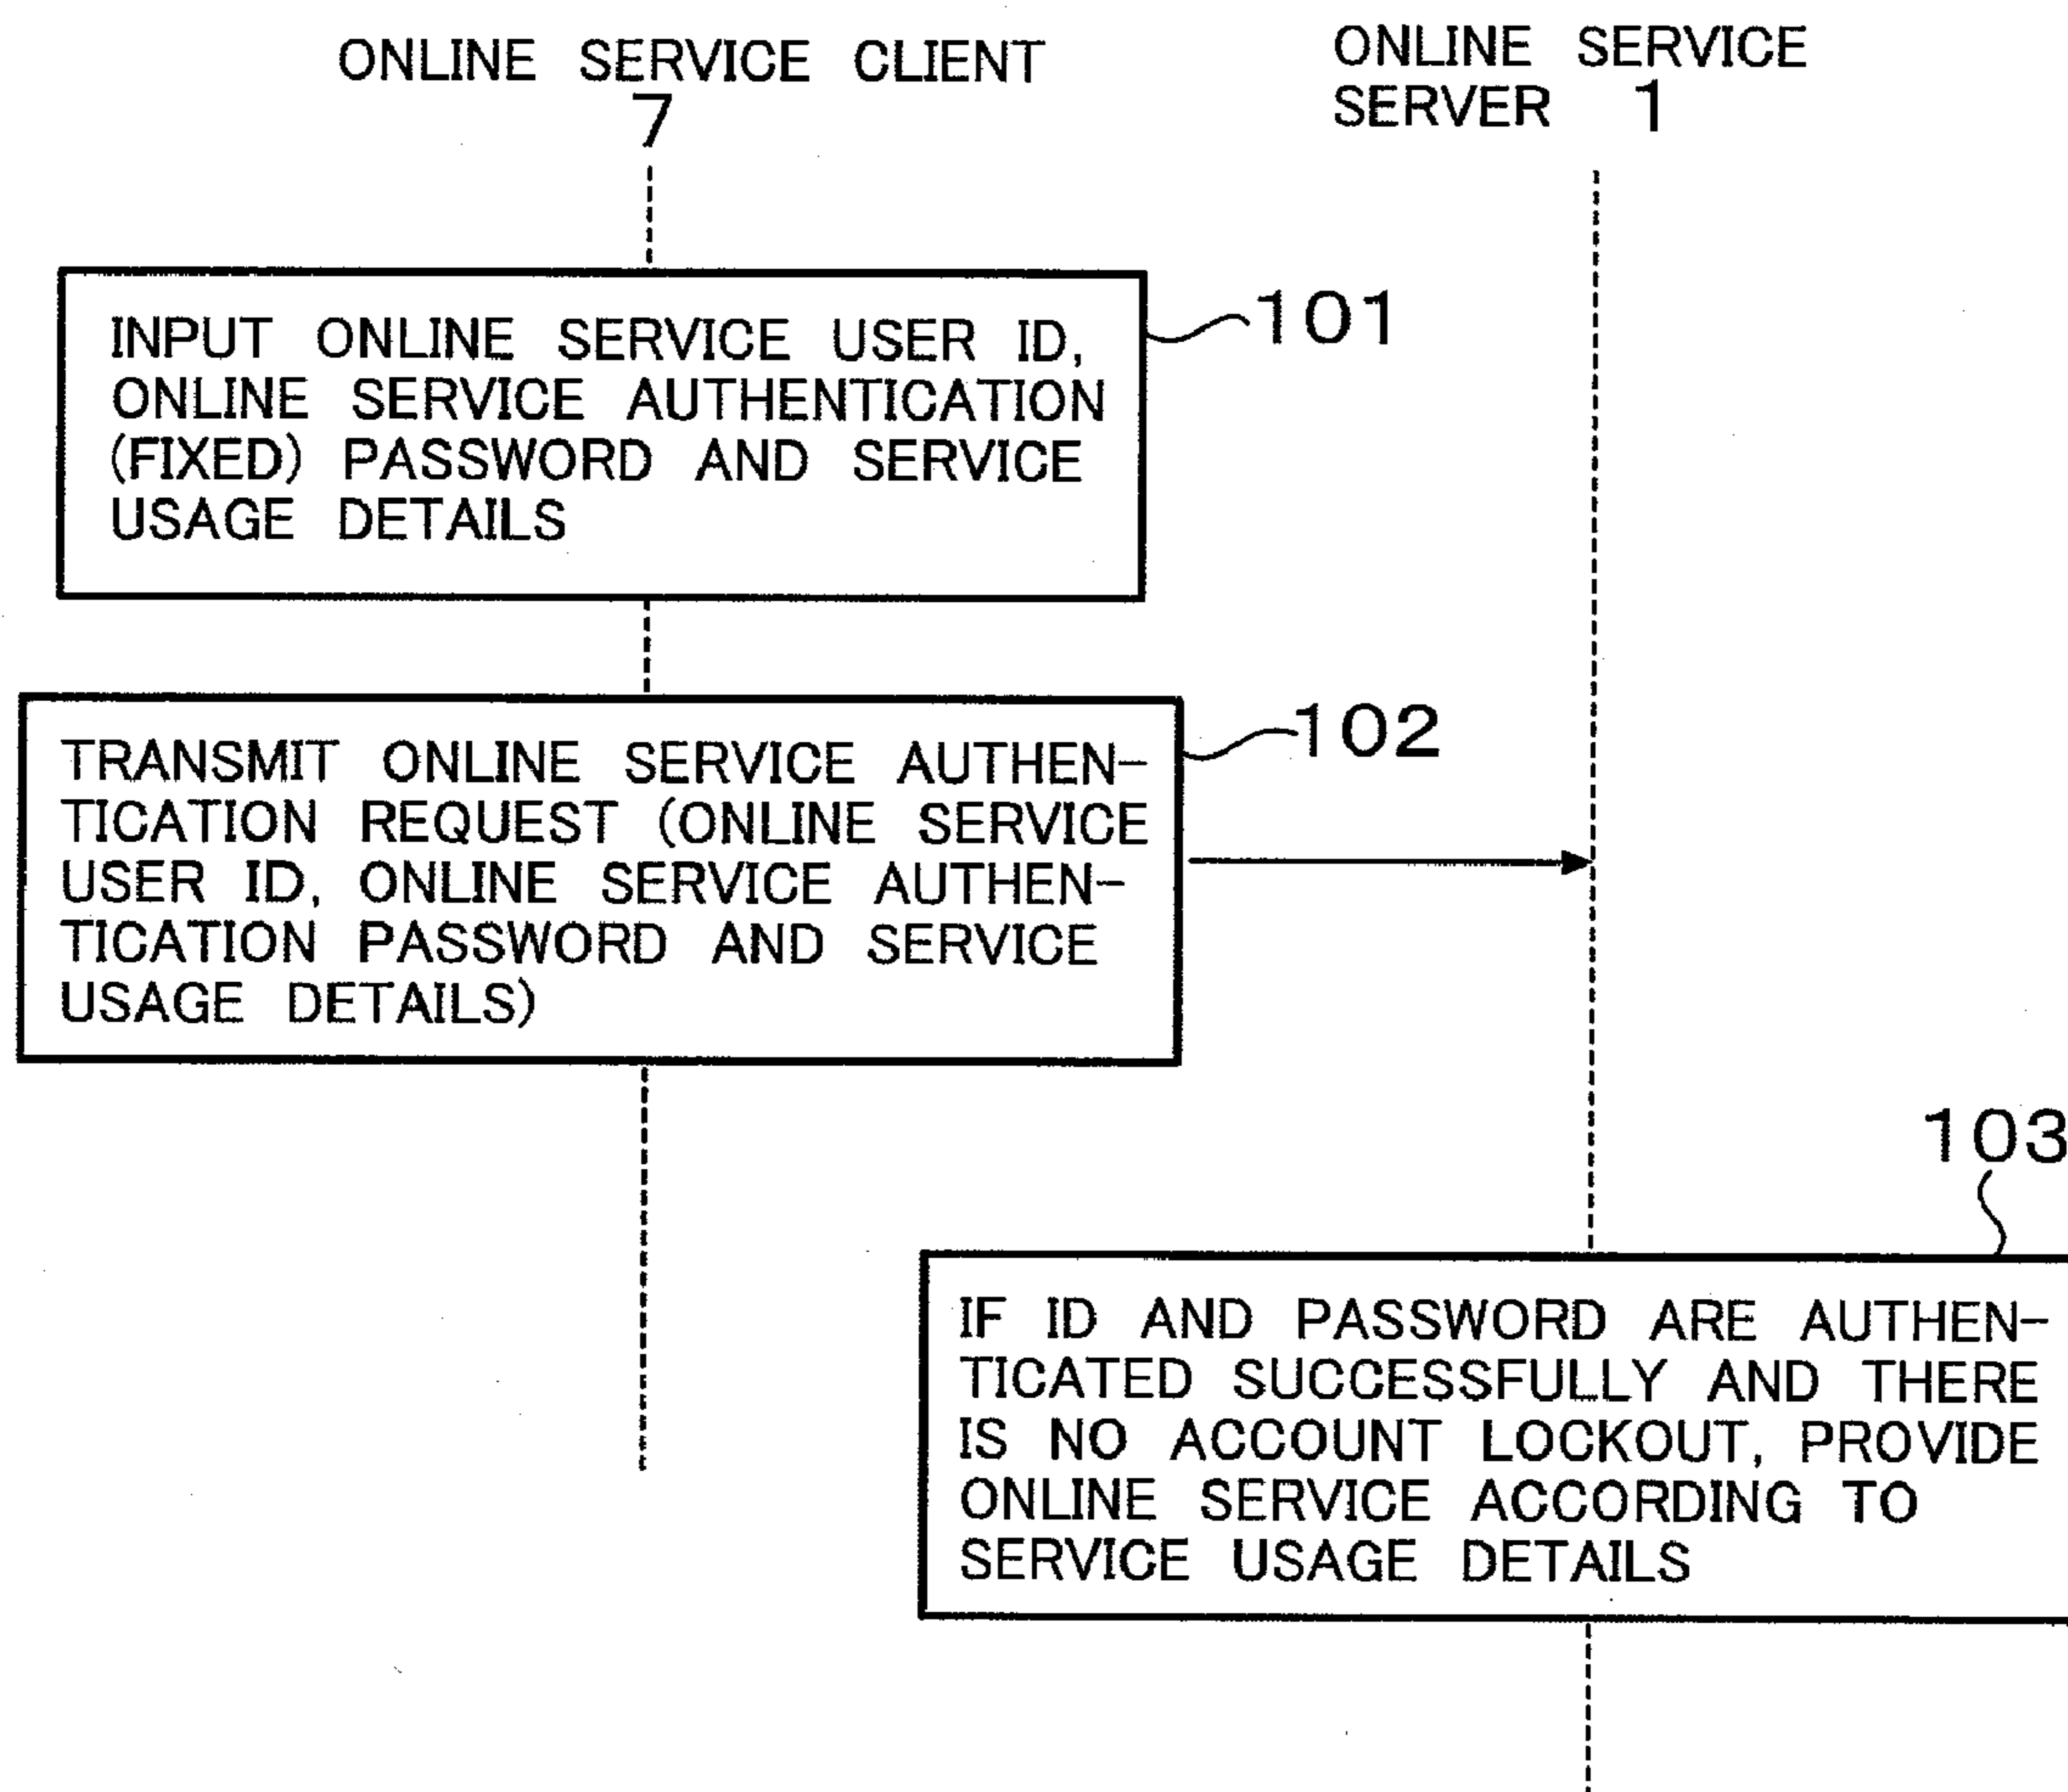 ONLINE SERVICE CLIENT
7
ONLINE SERVICE
SERVER 1
INPUT ONLINE SERVICE USER ID,
ONLINE SERVICE AUTHENTICATION
(FIXED) PASSWORD AND SERVICE
USAGE DETAILS
101
TRANSMIT ONLINE SERVICE AUTHEN-
TICATION REQUEST (ONLINE SERVICE
USER ID, ONLINE SERVICE AUTHEN-
TICATION PASSWORD AND SERVICE
USAGE DETAILS)
102
103
IF ID AND PASSWORD ARE AUTHEN-
TICATED SUCCESSFULLY AND THERE
IS NO ACCOUNT LOCKOUT, PROVIDE
ONLINE SERVICE ACCORDING TO
SERVICE USAGE DETAILS